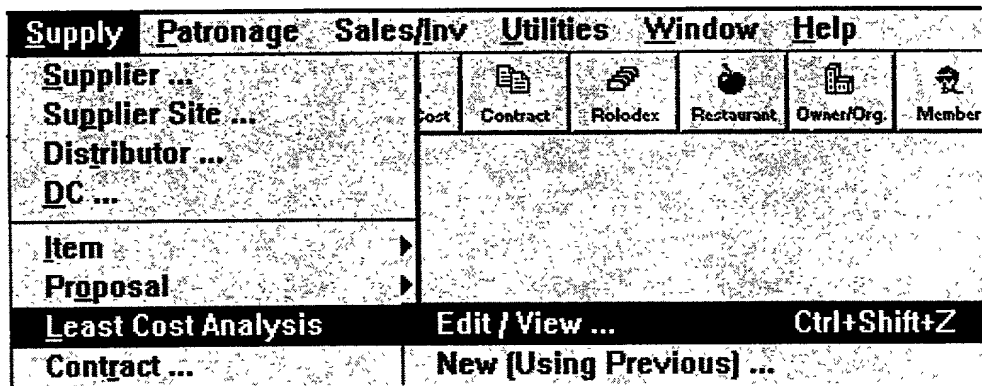 Supply Patronage Sales/Inv Utilities Window Help
Supplier ...
Supplier Site ...
Distributor ...
DC ...
Cost Contract Rolodex Restaurant Owner/Org. Member
Item
Proposal
Least Cost Analysis Edit / View ... Ctrl+Shift+Z
Contract ... New (Using Previous) ...